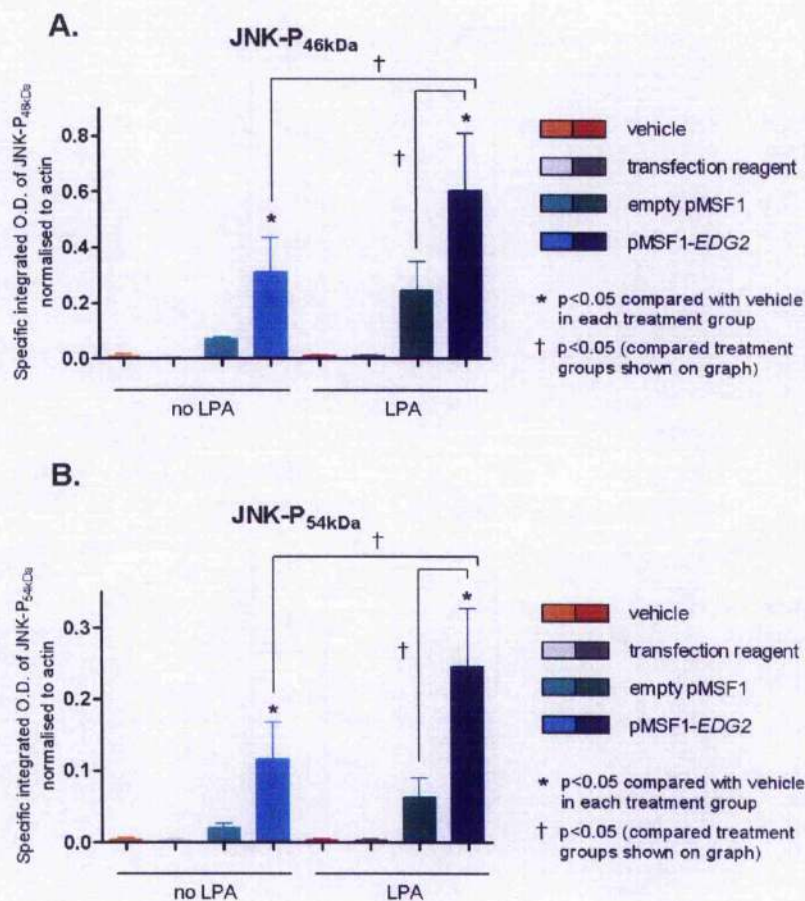 A.
JNK-P46kDa
†
*
†
*
Specific integrated O.D. of JNK-P46kDa
normalised to actin
0.8
0.6
0.4
0.2
0.0
no LPA
LPA
vehicle
transfection reagent
empty pMSF1
pMSF1-EDG2
* p<0.05 compared with vehicle
in each treatment group
† p<0.05 (compared treatment
groups shown on graph)
B.
JNK-P54kDa
†
*
†
*
Specific integrated O.D. of JNK-P54kDa
normalised to actin
0.3
0.2
0.1
0.0
no LPA
LPA
vehicle
transfection reagent
empty pMSF1
pMSF1-EDG2
* p<0.05 compared with vehicle
in each treatment group
† p<0.05 (compared treatment
groups shown on graph)